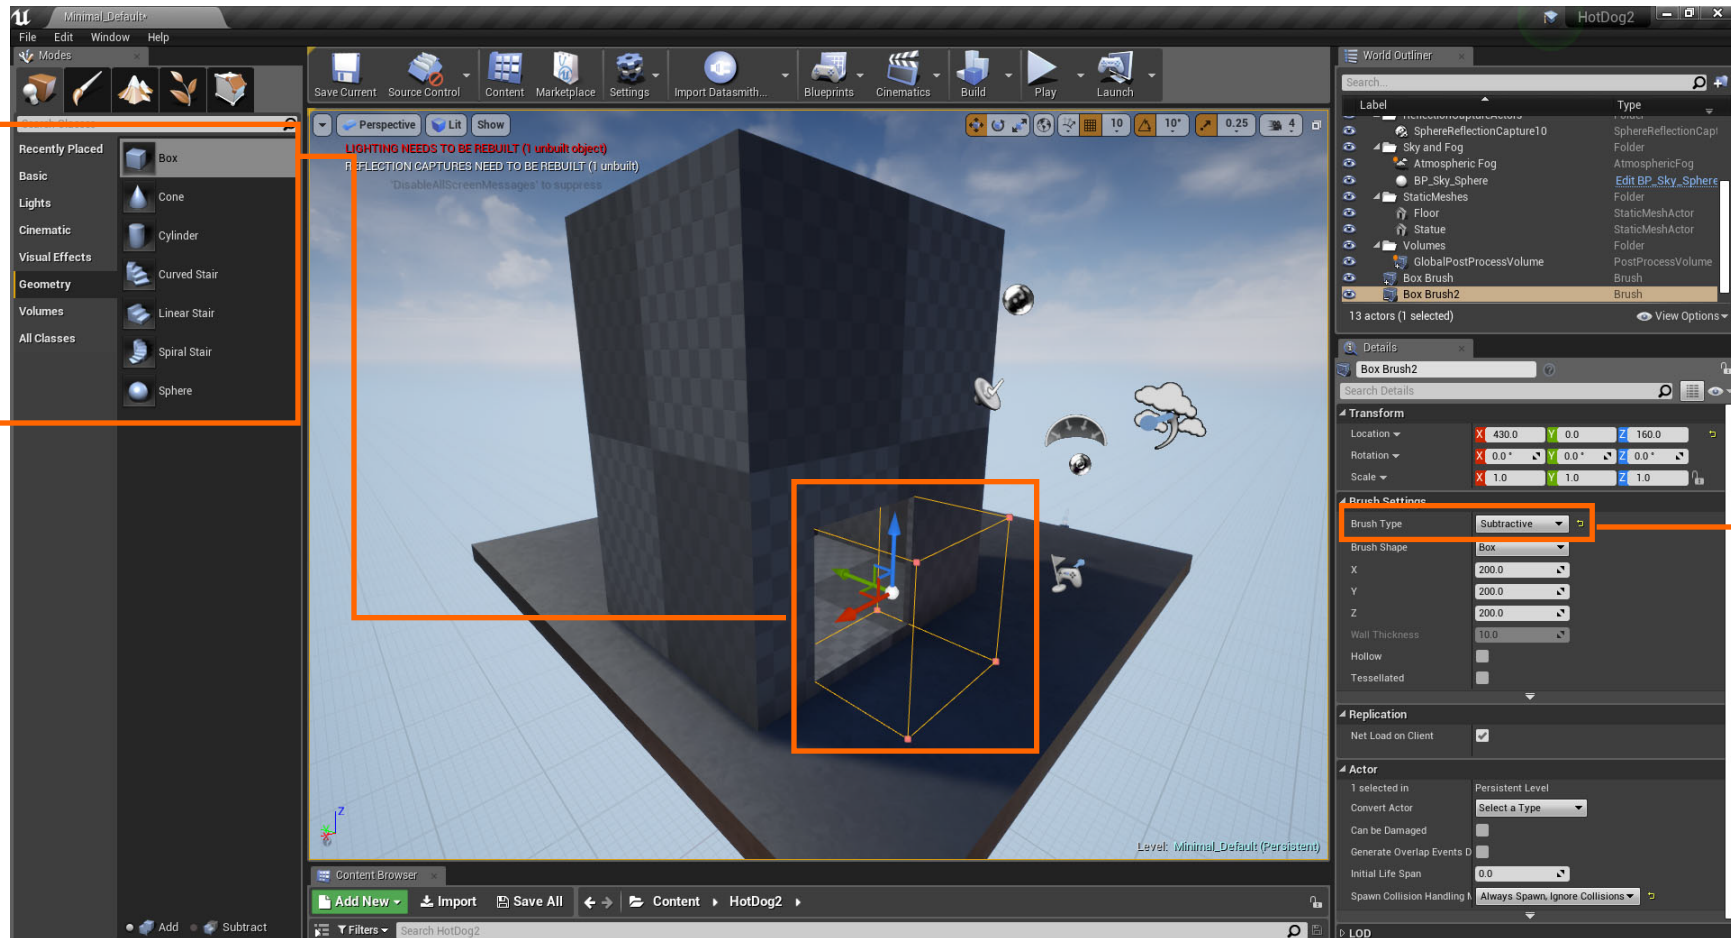 Minimal_Default*
HotDog2
File Edit Window Help
Modes
Search Classes
Recently Placed
Basic
Lights
Cinematic
Visual Effects
Geometry
Volumes
All Classes
Box
Cone
Cylinder
Curved Stair
Linear Stair
Spiral Stair
Sphere
Add Subtract
Save Current Source Control Content Marketplace Settings Import Datasmith... Blueprints Cinematics Build Play Launch
Perspective Lit Show 10 10° 0.25 4
LIGHTING NEEDS TO BE REBUILT (1 unbuilt object)
REFLECTION CAPTURES NEED TO BE REBUILT (1 unbuilt)
'DisableAllScreenMessages' to suppress
Z
Level: Minimal_Default (Persistent)
Content Browser
Add New Import Save All Content HotDog2
Filters Search HotDog2
World Outliner
Search...
Label Type
ReflectionCaptureActors Folder
SphereReflectionCapture10 SphereReflectionCapt
Sky and Fog Folder
Atmospheric Fog AtmosphericFog
BP_Sky_Sphere Edit BP_Sky_Sphere
StaticMeshes Folder
Floor StaticMeshActor
Statue StaticMeshActor
Volumes Folder
GlobalPostProcessVolume PostProcessVolume
Box Brush Brush
Box Brush2 Brush
13 actors (1 selected) View Options
Details
Box Brush2
Search Details
Transform
Location X 430.0 Y 0.0 Z 160.0
Rotation X 0.0° Y 0.0° Z 0.0°
Scale X 1.0 Y 1.0 Z 1.0
Brush Settings
Brush Type Subtractive
Brush Shape Box
X 200.0
Y 200.0
Z 200.0
Wall Thickness 10.0
Hollow
Tessellated
Replication
Net Load on Client
Actor
1 selected in Persistent Level
Convert Actor Select a Type
Can be Damaged
Generate Overlap Events D
Initial Life Span 0.0
Spawn Collision Handling M Always Spawn, Ignore Collisions
LOD